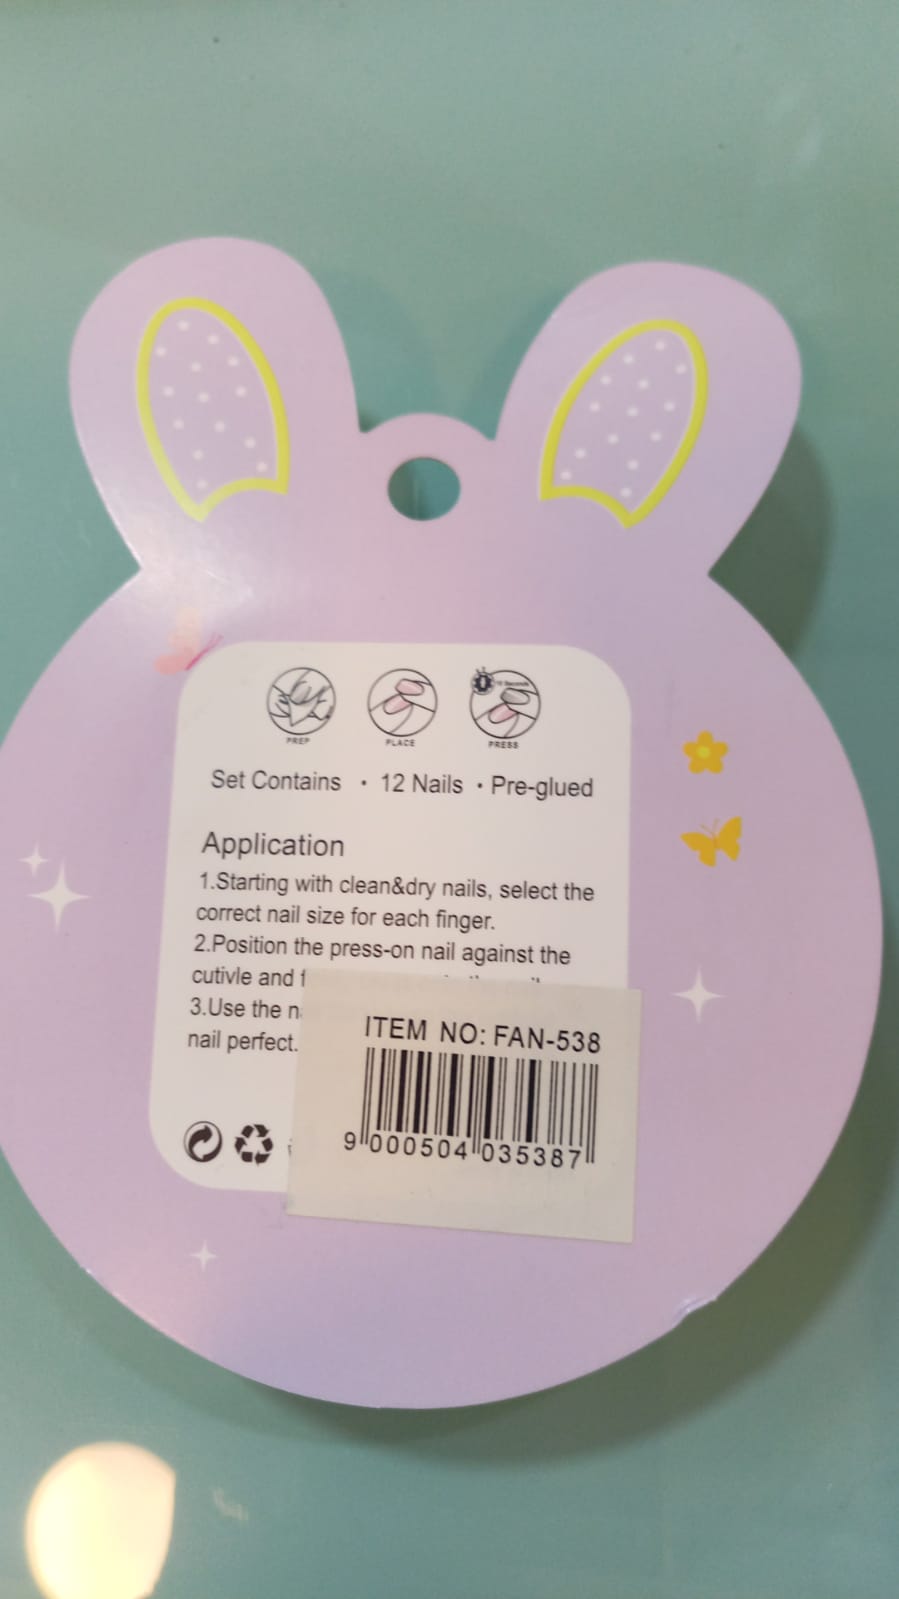 PREP PLACE PRESS
Set Contains • 12 Nails • Pre-glued
Application
1.Starting with clean&dry nails, select the
correct nail size for each finger.
2.Position the press-on nail against the
cutivle and
3.Use the
nail perfect.
ITEM NO: FAN-538
9 000504 035387